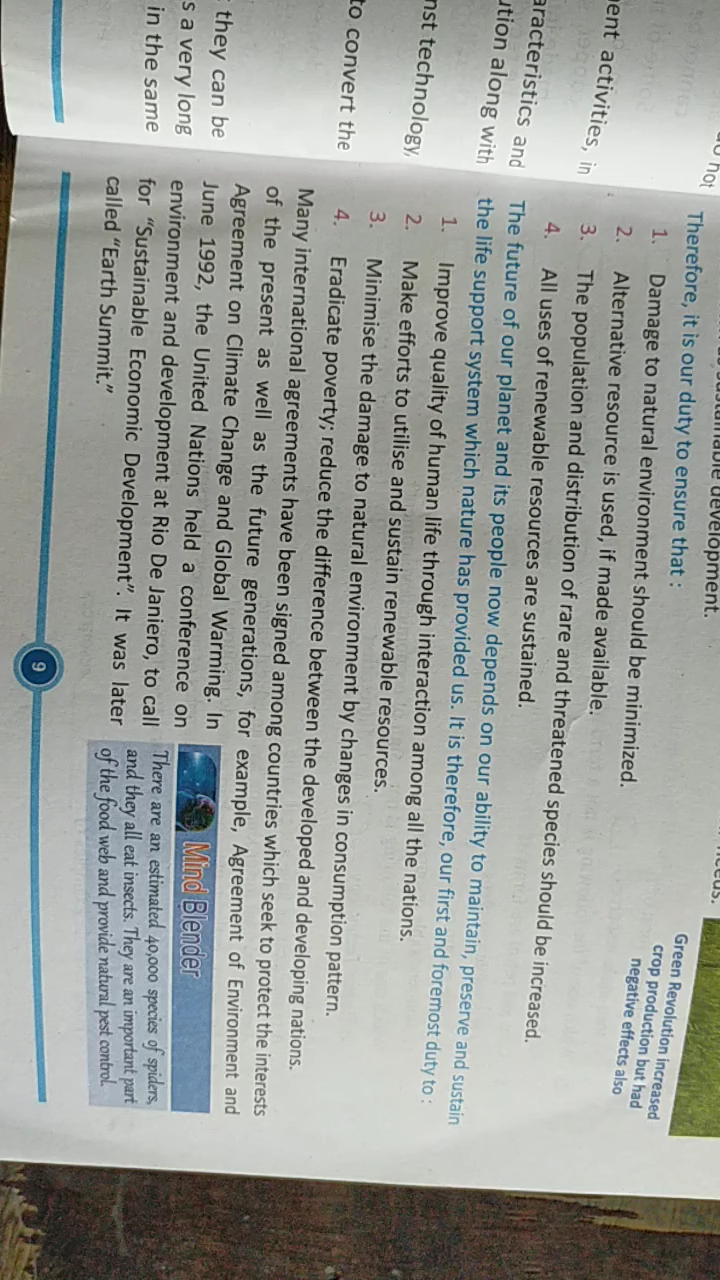 not
ent activities, in
aracteristics and
ution along with
nst technology,
to convert the
they can be
s a very long
in the same
development.
Therefore, it is our duty to ensure that :
1. Damage to natural environment should be minimized.
2. Alternative resource is used, if made available.
3. The population and distribution of rare and threatened species should be increased.
4. All uses of renewable resources are sustained.
Green Revolution increased
crop production but had
negative effects also
The future of our planet and its people now depends on our ability to maintain, preserve and sustain
the life support system which nature has provided us. It is therefore, our first and foremost duty to :
1. Improve quality of human life through interaction among all the nations.
2. Make efforts to utilise and sustain renewable resources.
3. Minimise the damage to natural environment by changes in consumption pattern.
4. Eradicate poverty; reduce the difference between the developed and developing nations.
Many international agreements have been signed among countries which seek to protect the interests
of the present as well as the future generations, for example, Agreement of Environment and
Agreement on Climate Change and Global Warming. In
June 1992, the United Nations held a conference on
environment and development at Rio De Janiero, to call
for “Sustainable Economic Development”. It was later
called “Earth Summit.”
Mind Blender
There are an estimated 40,000 species of spiders,
and they all eat insects. They are an important part
of the food web and provide natural pest control.
9